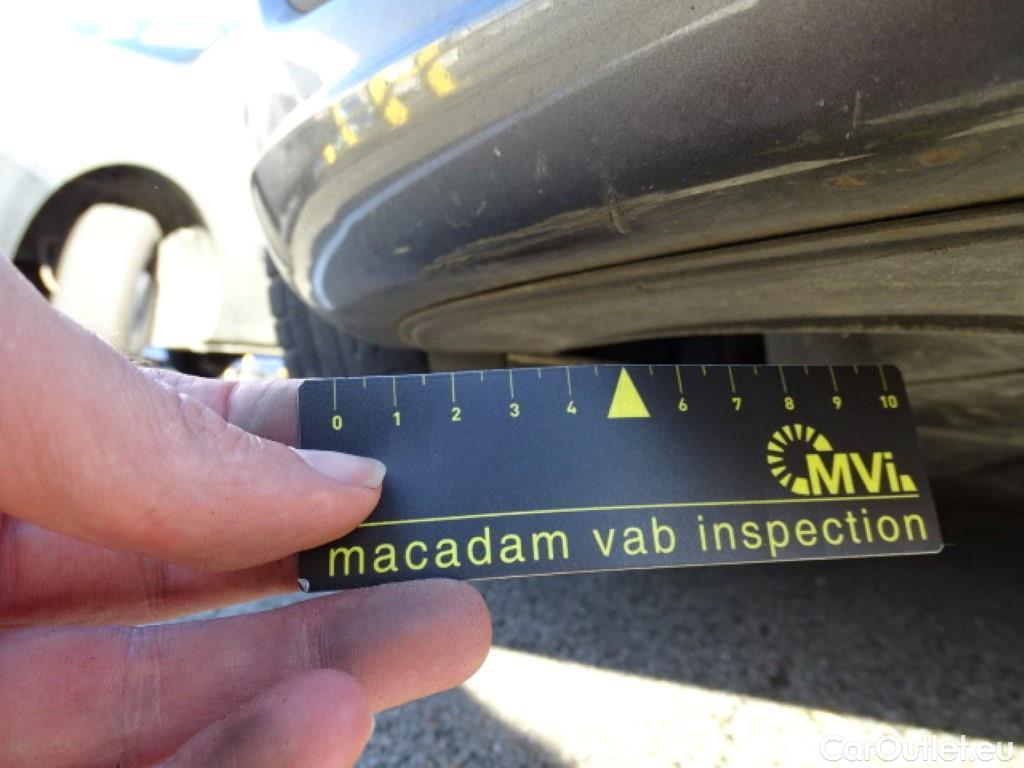 0 1 2 3 4 6 7 8 9 10
MVi
macadam vab inspection
CarOutlet.eu